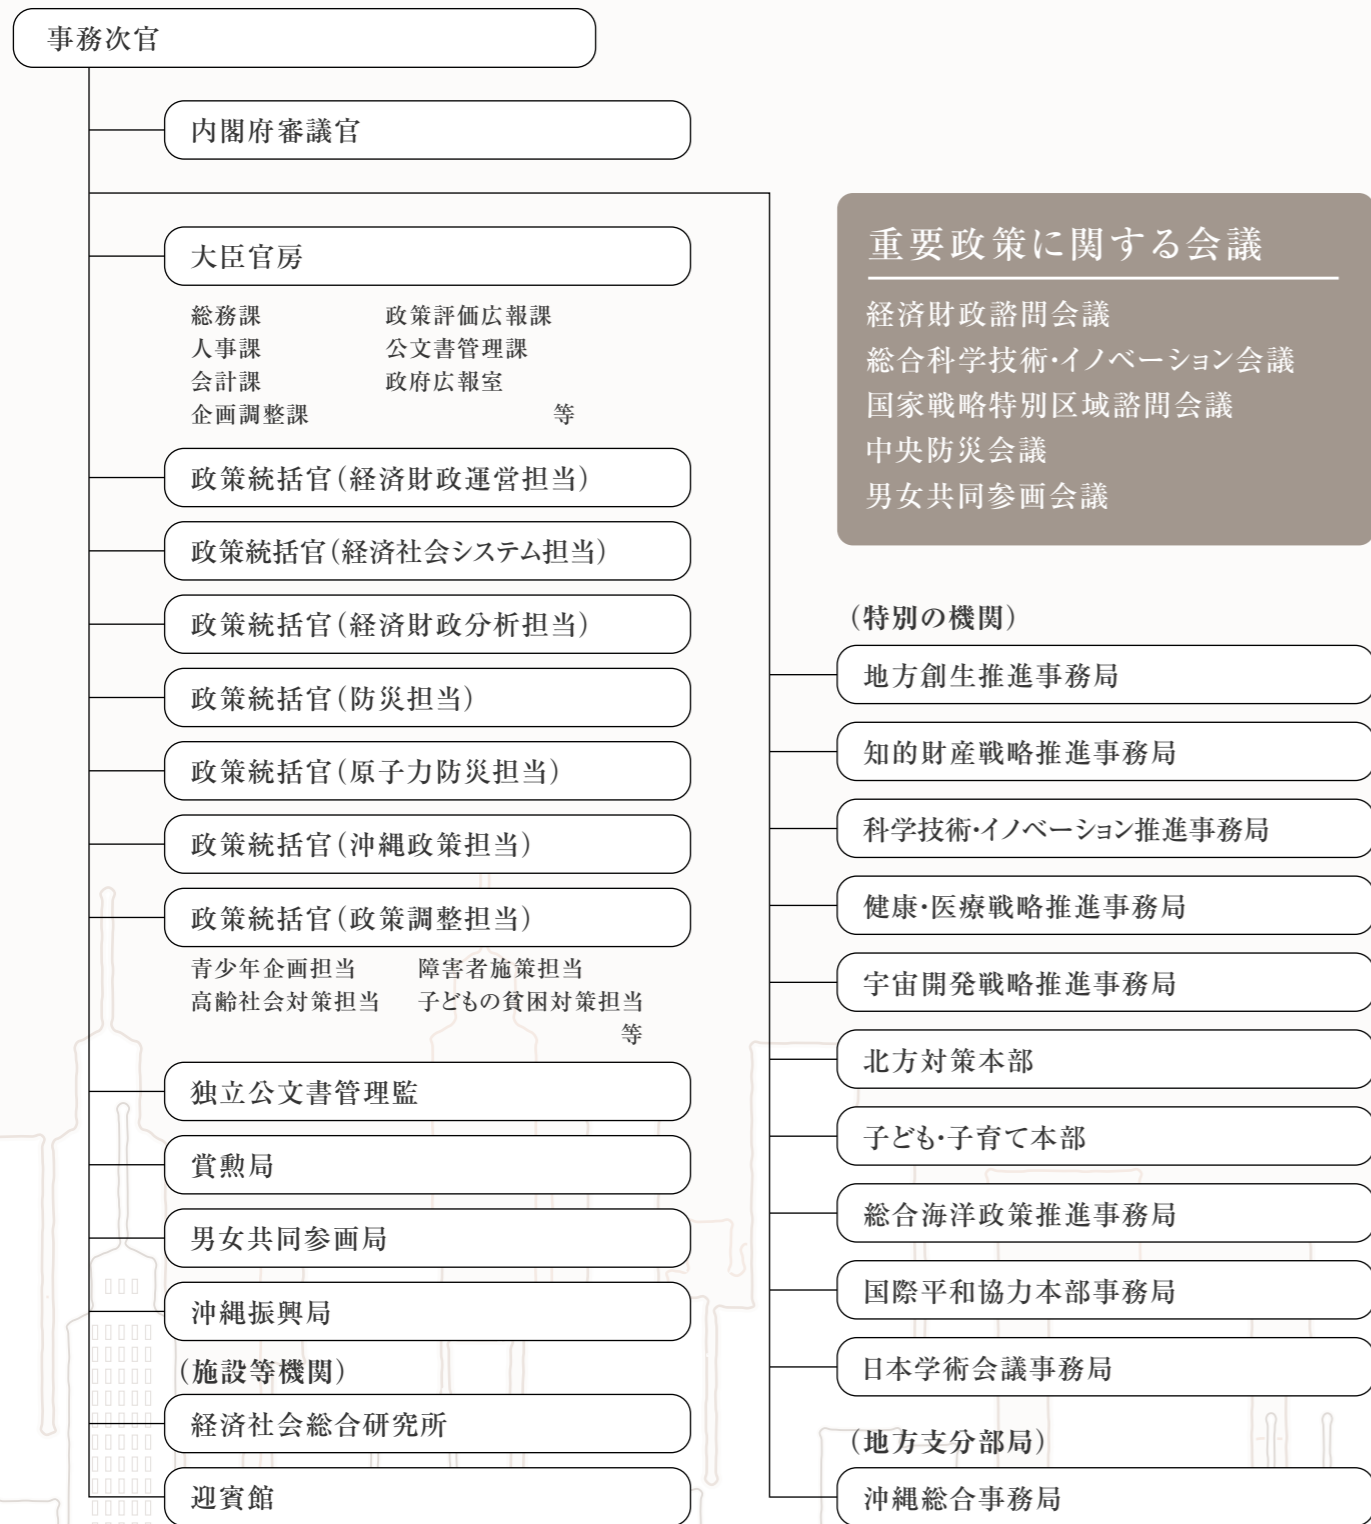 事務次官
内閣府審議官
大臣官房
総務課 政策評価広報課
人事課 公文書管理課
会計課 政府広報室
企画調整課 等
政策統括官(経済財政運営担当)
政策統括官(経済社会システム担当)
政策統括官(経済財政分析担当)
政策統括官(防災担当)
政策統括官(原子力防災担当)
政策統括官(沖縄政策担当)
政策統括官(政策調整担当)
青少年企画担当 障害者施策担当
高齢社会対策担当 子どもの貧困対策担当
等
独立公文書管理監
賞勲局
男女共同参画局
沖縄振興局
(施設等機関)
経済社会総合研究所
迎賓館
重要政策に関する会議
経済財政諮問会議
総合科学技術・イノベーション会議
国家戦略特別区域諮問会議
中央防災会議
男女共同参画会議
(特別の機関)
地方創生推進事務局
知的財産戦略推進事務局
科学技術・イノベーション推進事務局
健康・医療戦略推進事務局
宇宙開発戦略推進事務局
北方対策本部
子ども・子育て本部
総合海洋政策推進事務局
国際平和協力本部事務局
日本学術会議事務局
(地方支分部局)
沖縄総合事務局